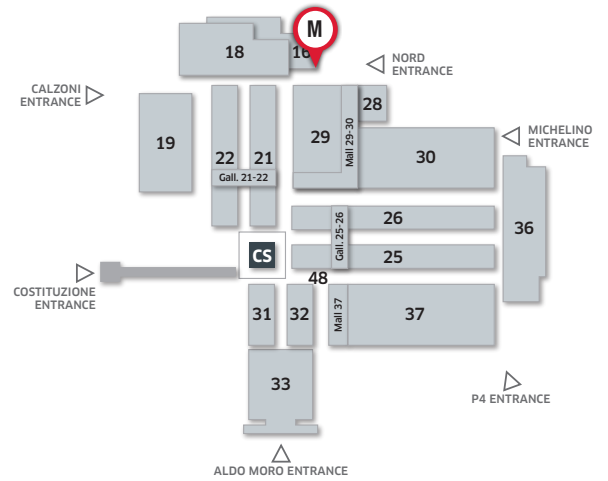 M
18
16
NORD
ENTRANCE
CALZONI
ENTRANCE
28
19
22
21
29
Mall 29-30
30
MICHELINO
ENTRANCE
Gall. 21-22
26
Gall. 25-26
36
CS
25
48
COSTITUZIONE
ENTRANCE
31
32
Mall 37
37
33
P4 ENTRANCE
ALDO MORO ENTRANCE